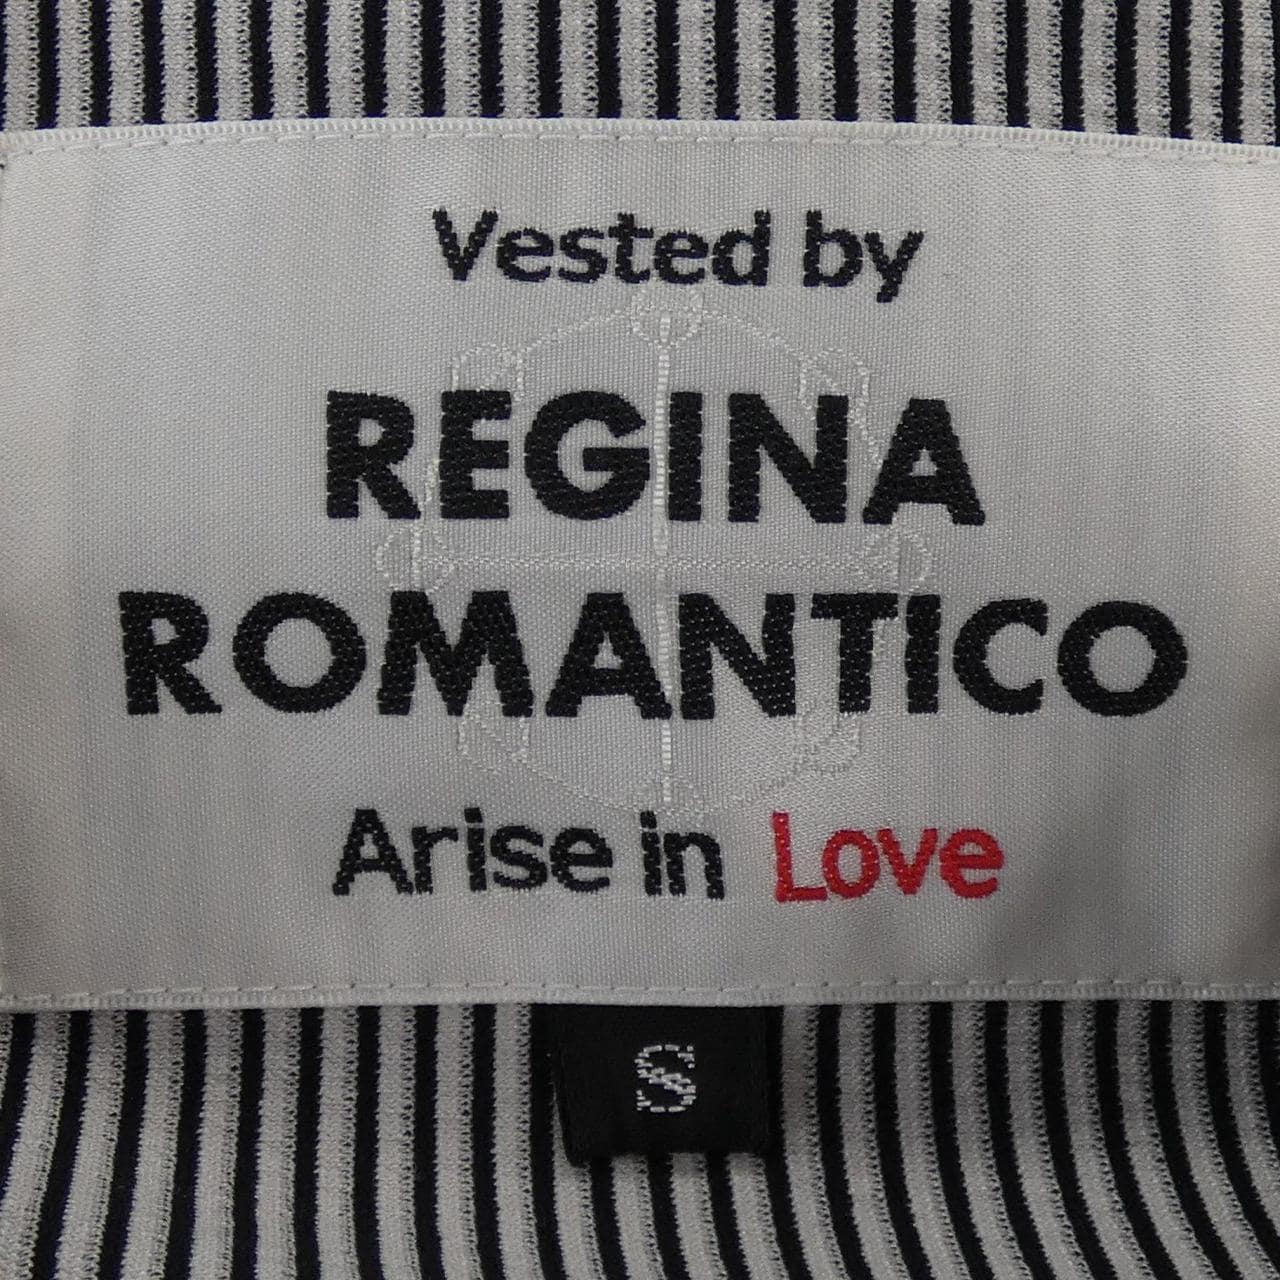 Vested by
REGINA
ROMANTICO
Arise in Love
S